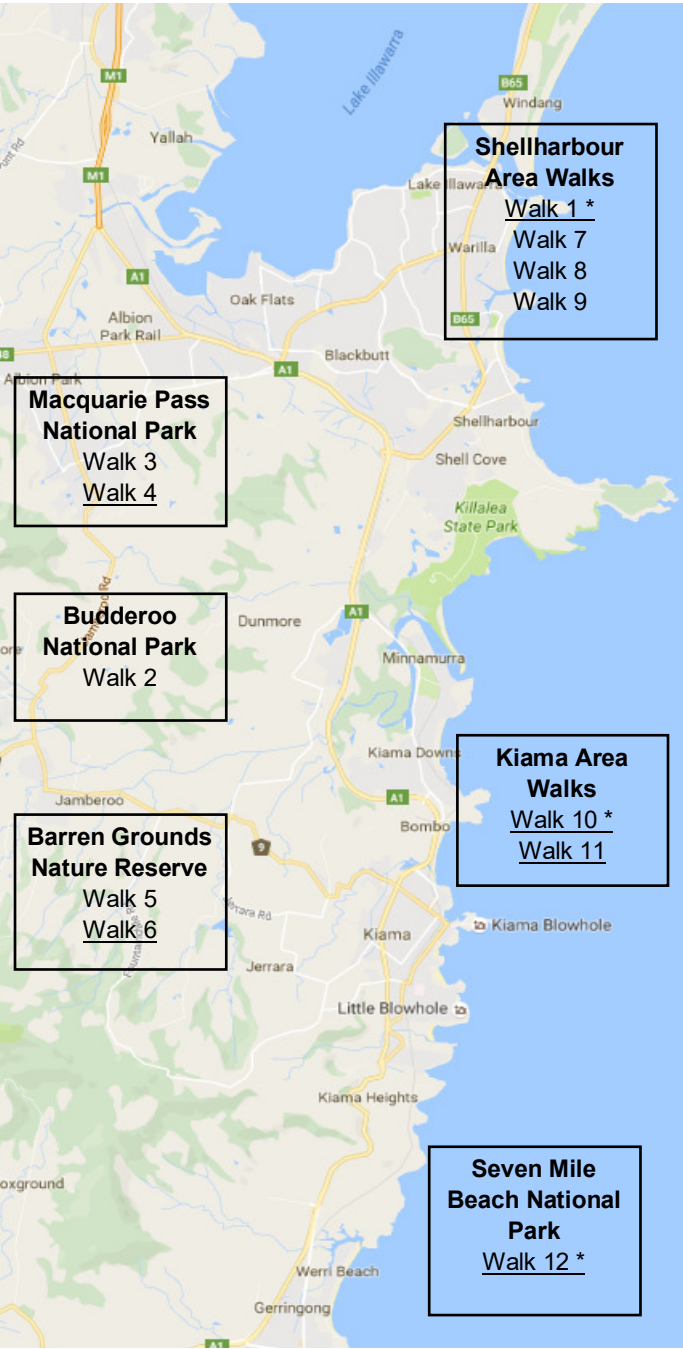 M1
B65
Windang
Lake Illawarra
Yallah
Shellharbour
Area Walks
Walk 1 *
Walk 7
Walk 8
Walk 9
M1
Lake Illawarra
Warilla
A1
Oak Flats
Albion
Park Rail
B65
Blackbutt
A1
Albion Park
Macquarie Pass
National Park
Walk 3
Walk 4
Shellharbour
Shell Cove
Killalea
State Park
Budderoo
National Park
Walk 2
Dunmore
A1
Minnamurra
Kiama Downs
Kiama Area
Walks
Walk 10 *
Walk 11
Jamberoo
A1
Bombo
Barren Grounds
Nature Reserve
Walk 5
Walk 6
9
Jerrara Rd
Kiama
Kiama Blowhole
Jerrara
Little Blowhole
Kiama Heights
Seven Mile
Beach National
Park
Walk 12 *
Werri Beach
Gerringong
A1